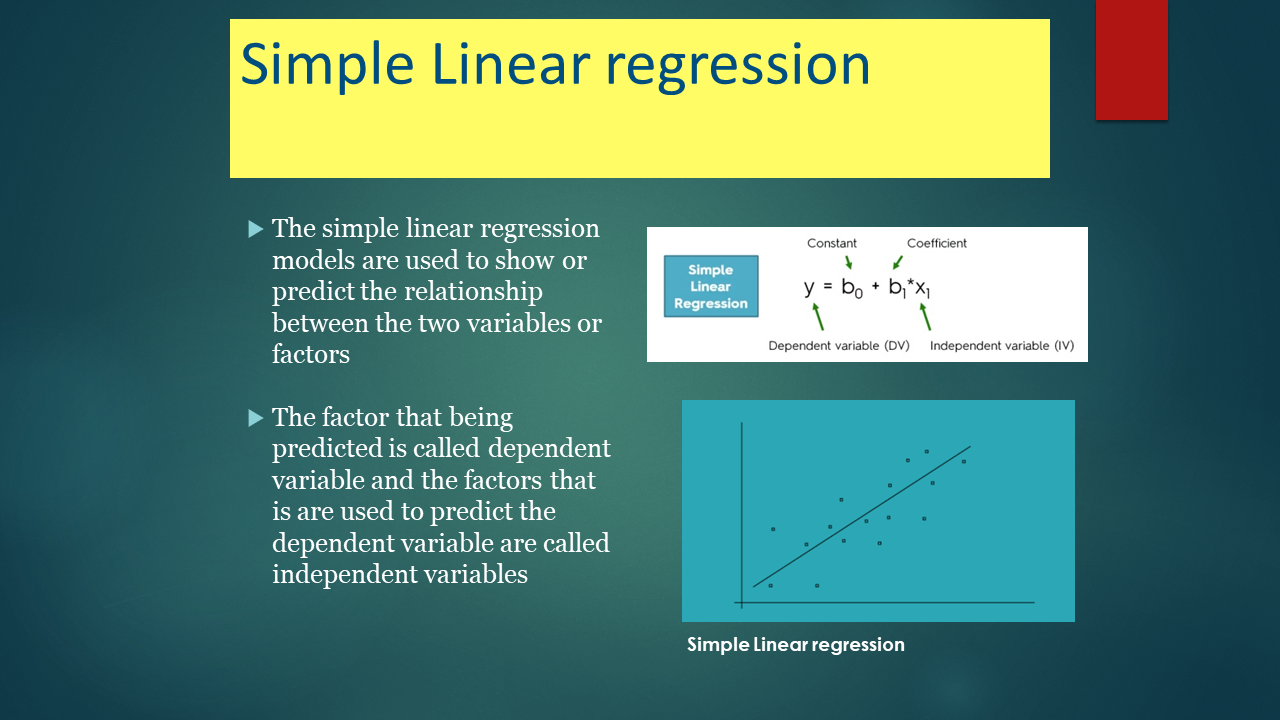 Simple Linear regression
The simple linear regression
models are used to show or
predict the relationship
between the two variables or
factors
The factor that being
predicted is called dependent
variable and the factors that
is are used to predict the
dependent variable are called
independent variables
Constant Coefficient
Simple
Linear
Regression
y = b₀ + b₁*x₁
Dependent variable (DV) Independent variable (IV)
Simple Linear regression